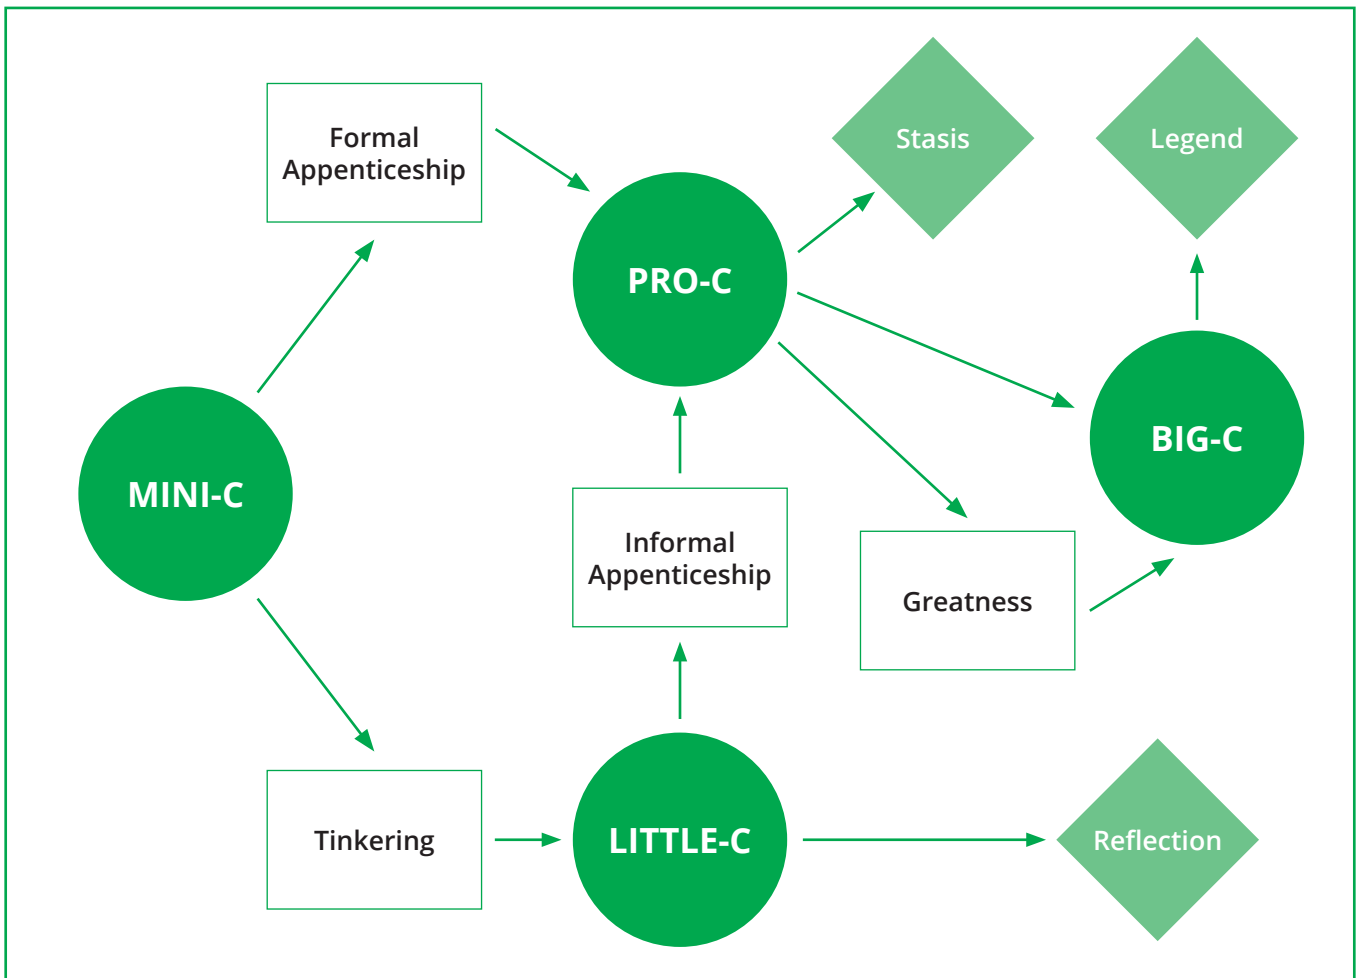 Formal
Appenticeship
Stasis
Legend
PRO-C
BIG-C
MINI-C
Informal
Appenticeship
Greatness
Tinkering
LITTLE-C
Reflection